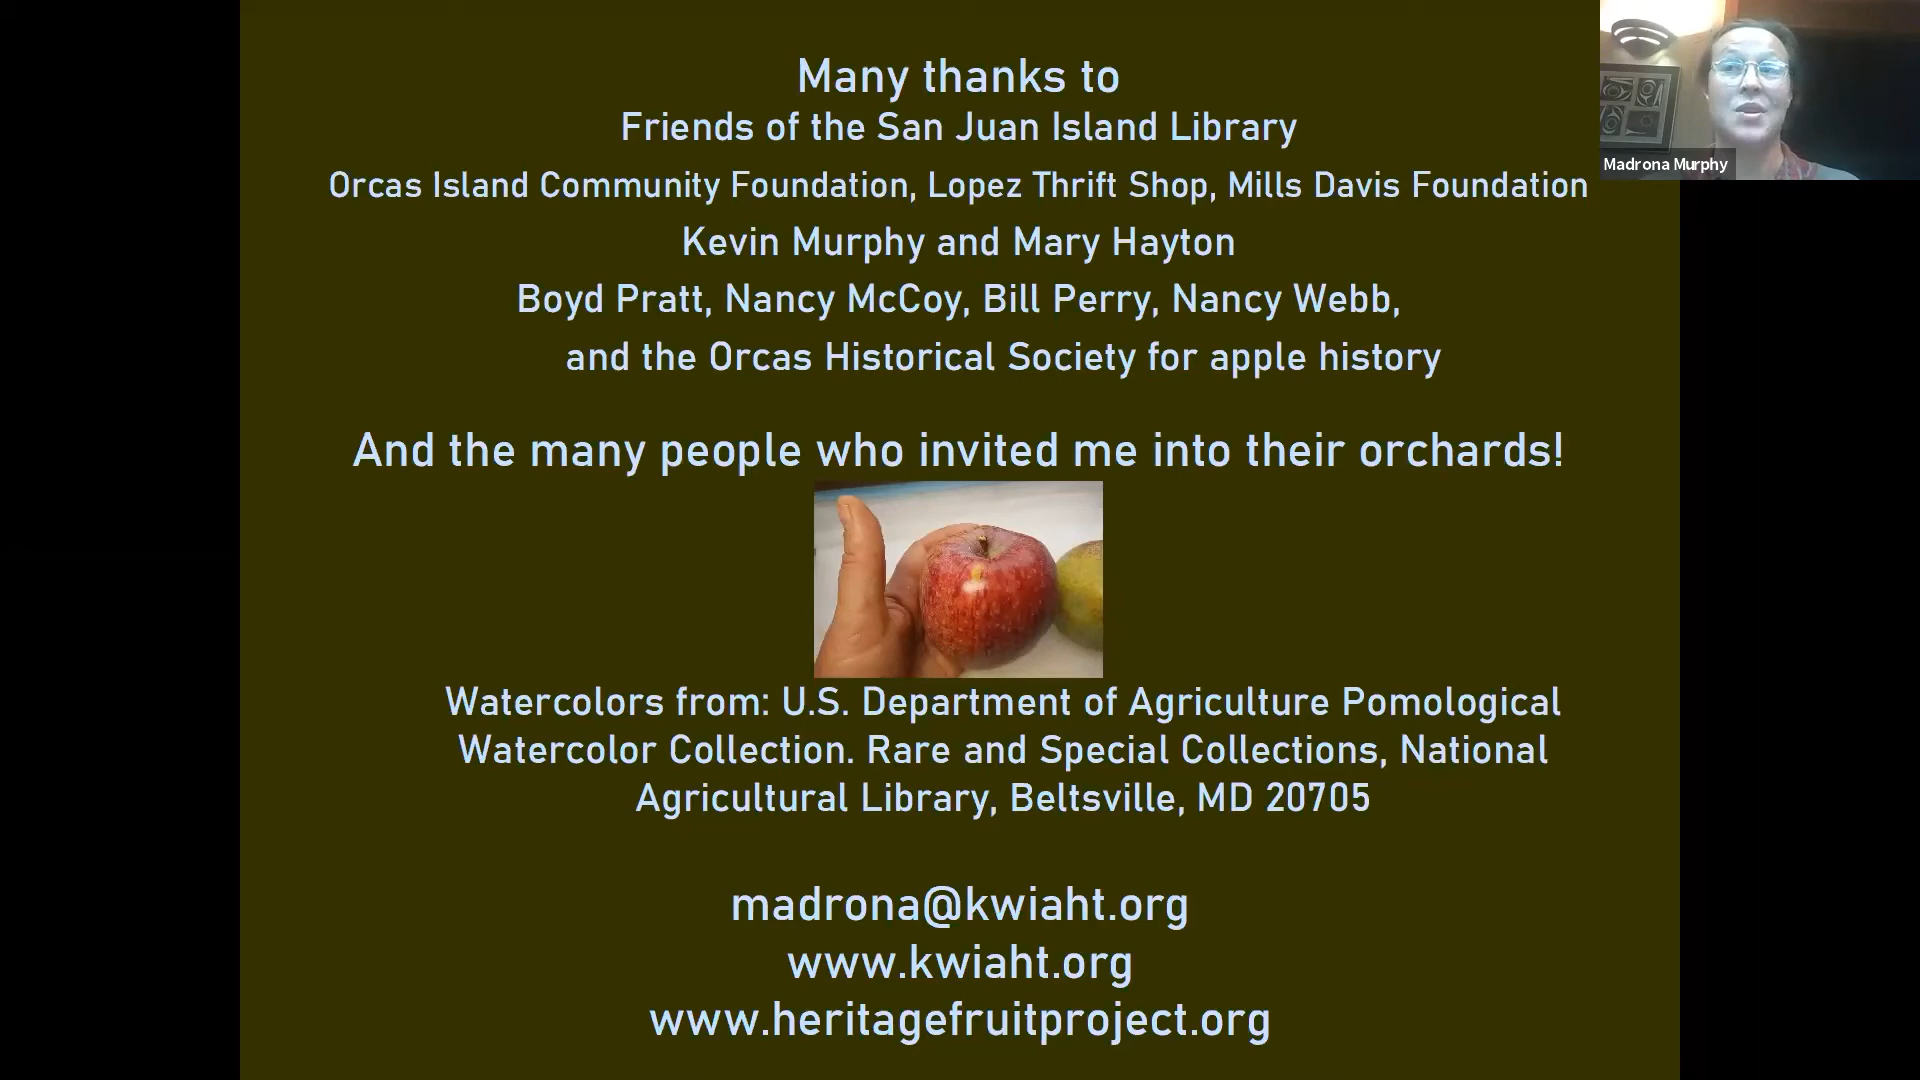 Many thanks to
Friends of the San Juan Island Library
Orcas Island Community Foundation, Lopez Thrift Shop, Mills Davis Foundation
Kevin Murphy and Mary Hayton
Boyd Pratt, Nancy McCoy, Bill Perry, Nancy Webb,
and the Orcas Historical Society for apple history
And the many people who invited me into their orchards!
Watercolors from: U.S. Department of Agriculture Pomological
Watercolor Collection. Rare and Special Collections, National
Agricultural Library, Beltsville, MD 20705
madrona@kwiaht.org
www.kwiaht.org
www.heritagefruitproject.org
Madrona Murphy